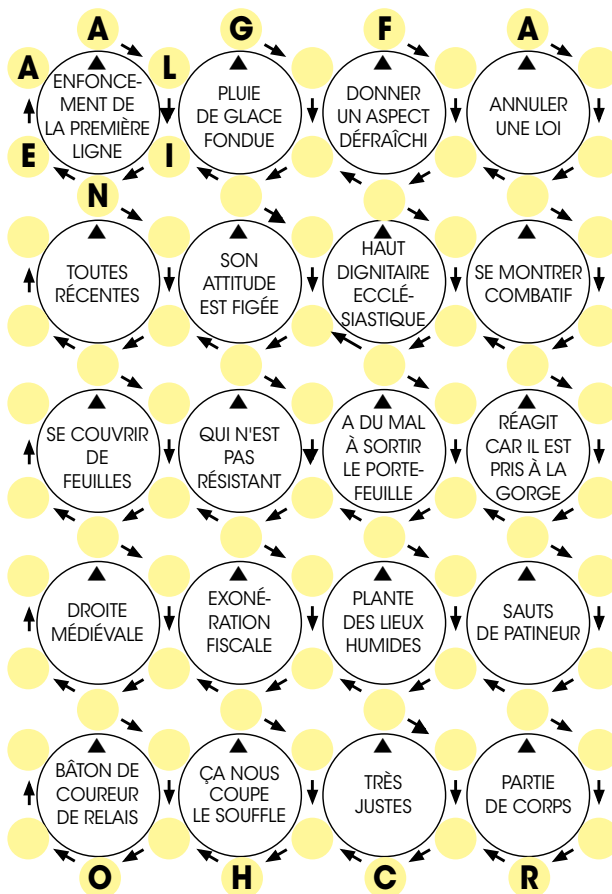 A G F A
A L
ENFONCE-
MENT DE
LA PREMIÈRE
LIGNE
PLUIE
DE GLACE
FONDUE
DONNER
UN ASPECT
DÉFRAÎCHI
ANNULER
UNE LOI
E I
N
TOUTES
RÉCENTES
SON
ATTITUDE
EST FIGÉE
HAUT
DIGNITAIRE
ECCLÉ-
SIASTIQUE
SE MONTRER
COMBATIF
SE COUVRIR
DE
FEUILLES
QUI N'EST
PAS
RÉSISTANT
A DU MAL
À SORTIR
LE PORTE-
FEUILLE
RÉAGIT
CAR IL EST
PRIS À LA
GORGE
DROITE
MÉDIÉVALE
EXONÉ-
RATION
FISCALE
PLANTE
DES LIEUX
HUMIDES
SAUTS
DE PATINEUR
BÂTON DE
COUREUR
DE RELAIS
ÇA NOUS
COUPE
LE SOUFFLE
TRÈS
JUSTES
PARTIE
DE CORPS
O H C R